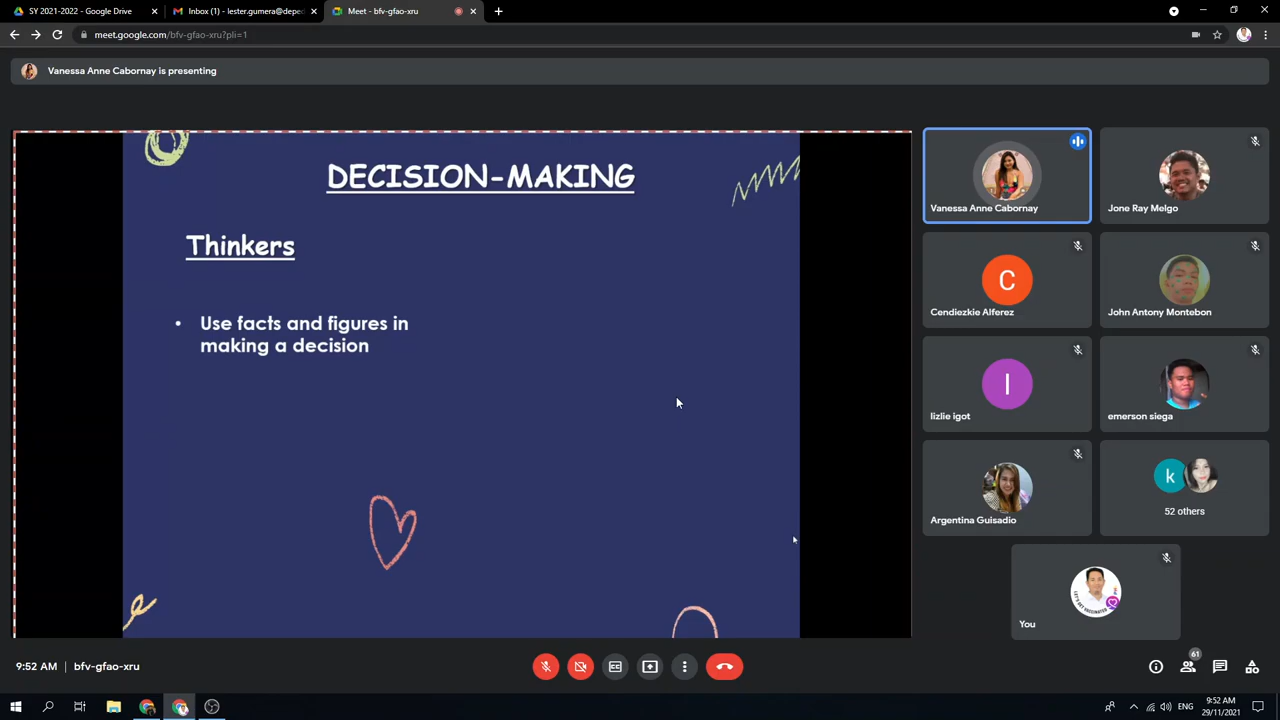 SY 2021-2022 - Google Drive
Inbox (1) - lester.gumera@deped
Meet - bfv-gfao-xru
meet.google.com/bfv-gfao-xru?pli=1
Vanessa Anne Cabornay is presenting
DECISION-MAKING
Thinkers
• Use facts and figures in
making a decision
Vanessa Anne Cabornay
Jone Ray Melgo
C
Cendiezkie Alferez
John Antony Montebon
l
lizlie igot
emerson siega
Argentina Guisadio
k
52 others
You
9:52 AM | bfv-gfao-xru
61
ENG
9:52 AM
29/11/2021